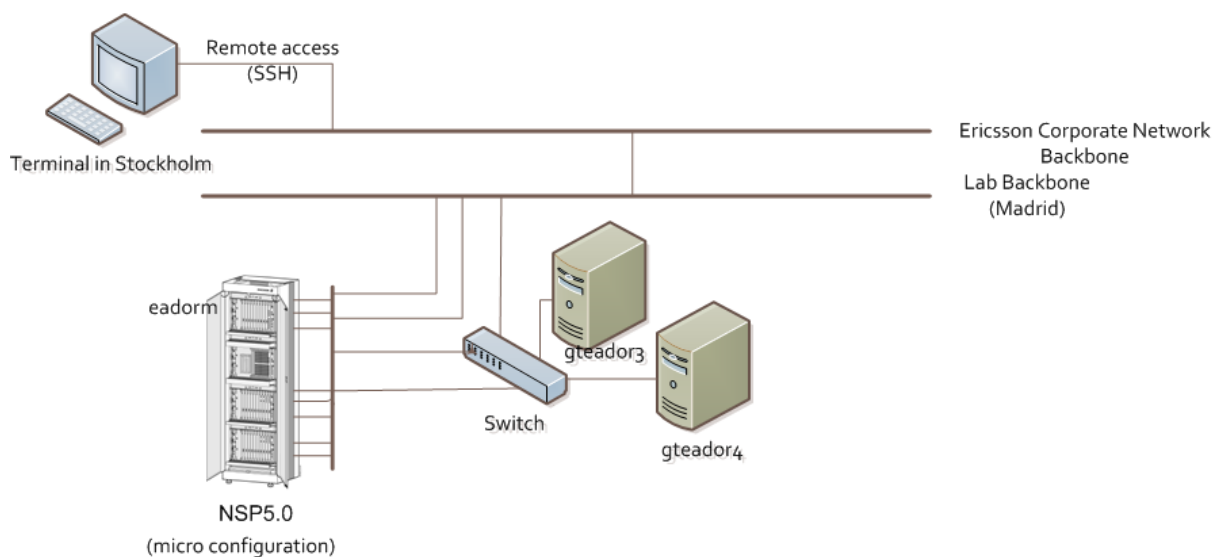 Remote access
(SSH)
Terminal in Stockholm
Ericsson Corporate Network
Backbone
Lab Backbone
(Madrid)
eadorm
gteador3
Switch
gteador4
NSP5.0
(micro configuration)